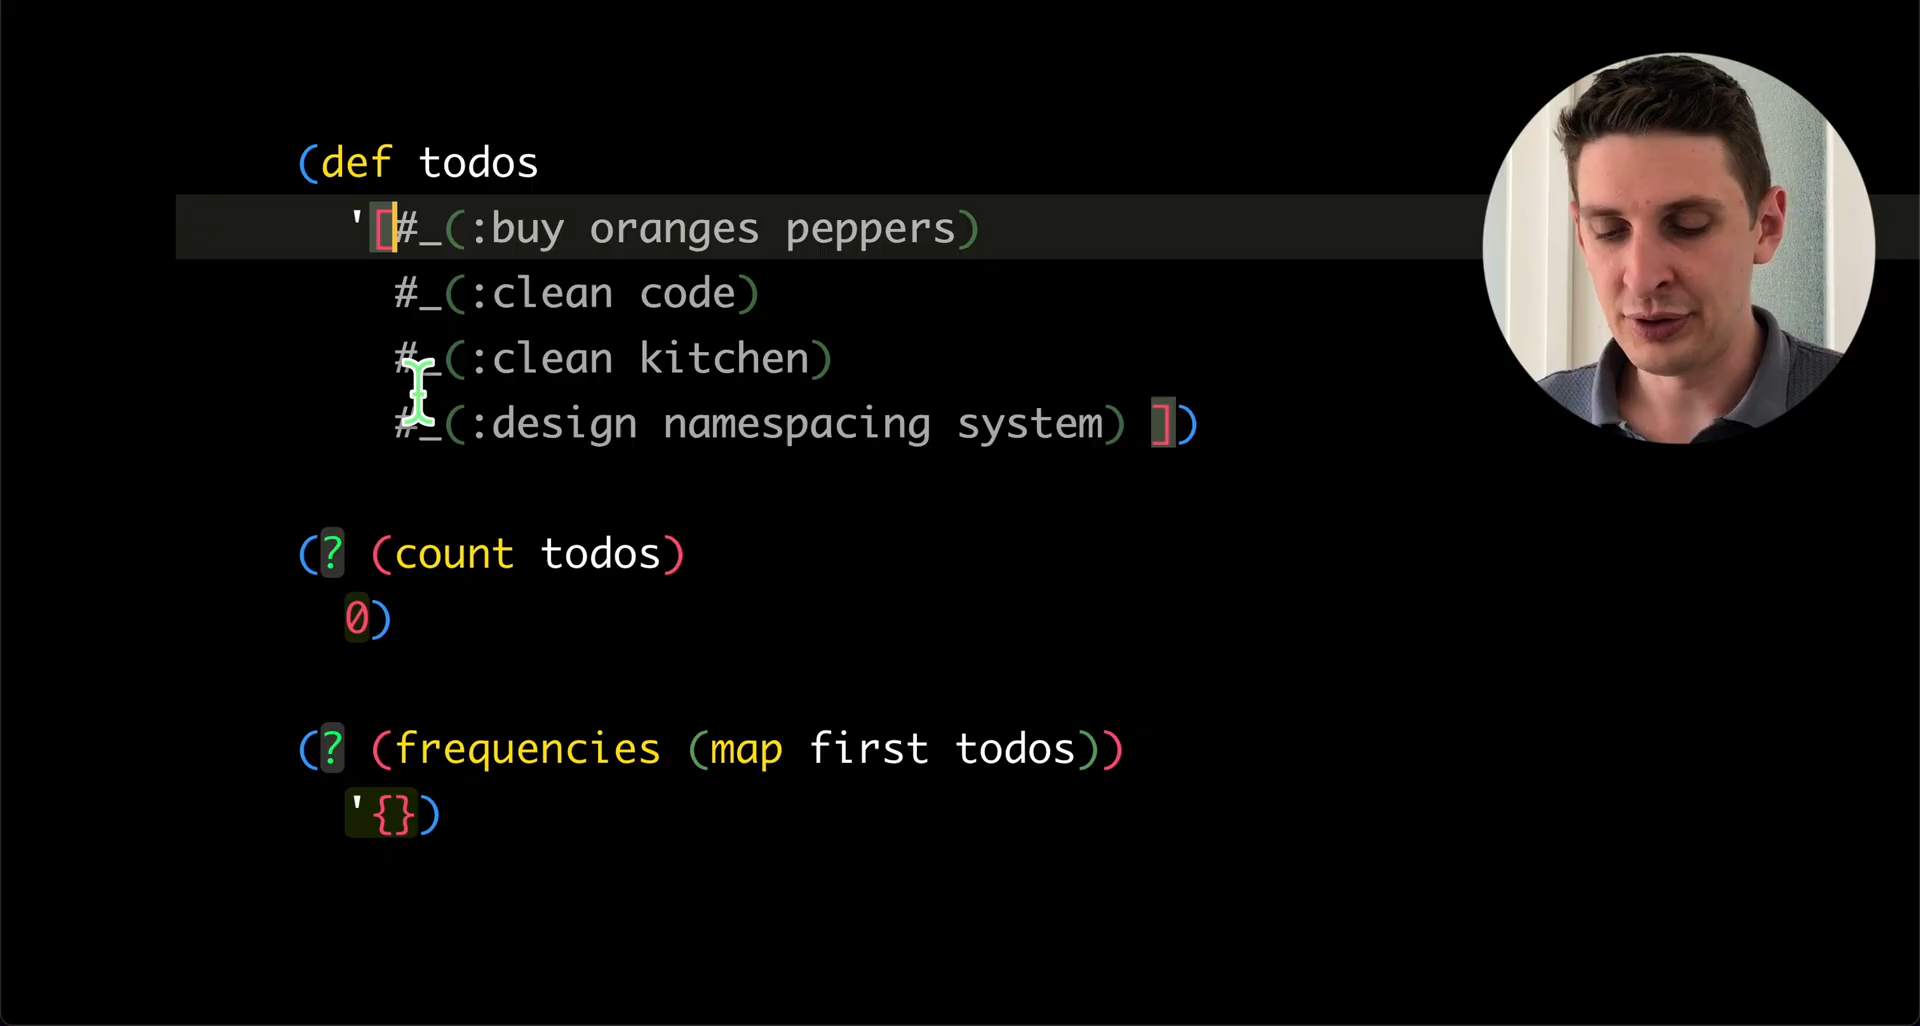 (def todos
'[#_(:buy oranges peppers)
#_(:clean code)
#_(:clean kitchen)
#_(:design namespacing system) ])
(? (count todos)
0)
(? (frequencies (map first todos))
'{})